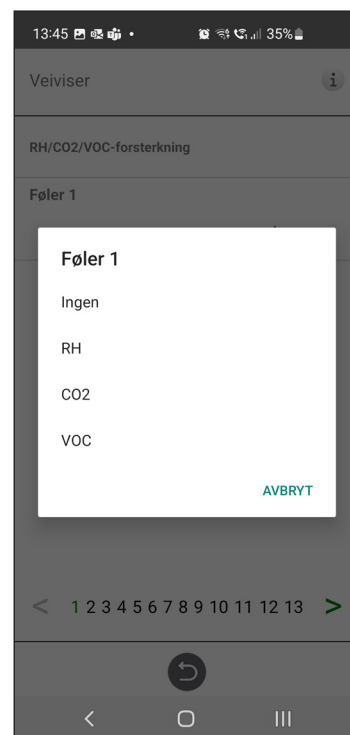 13:45 • 35%
Veiviser i
RH/CO2/VOC-forsterkning
Føler 1
Føler 1
Ingen
RH
CO2
VOC
AVBRYT
< 1 2 3 4 5 6 7 8 9 10 11 12 13 >